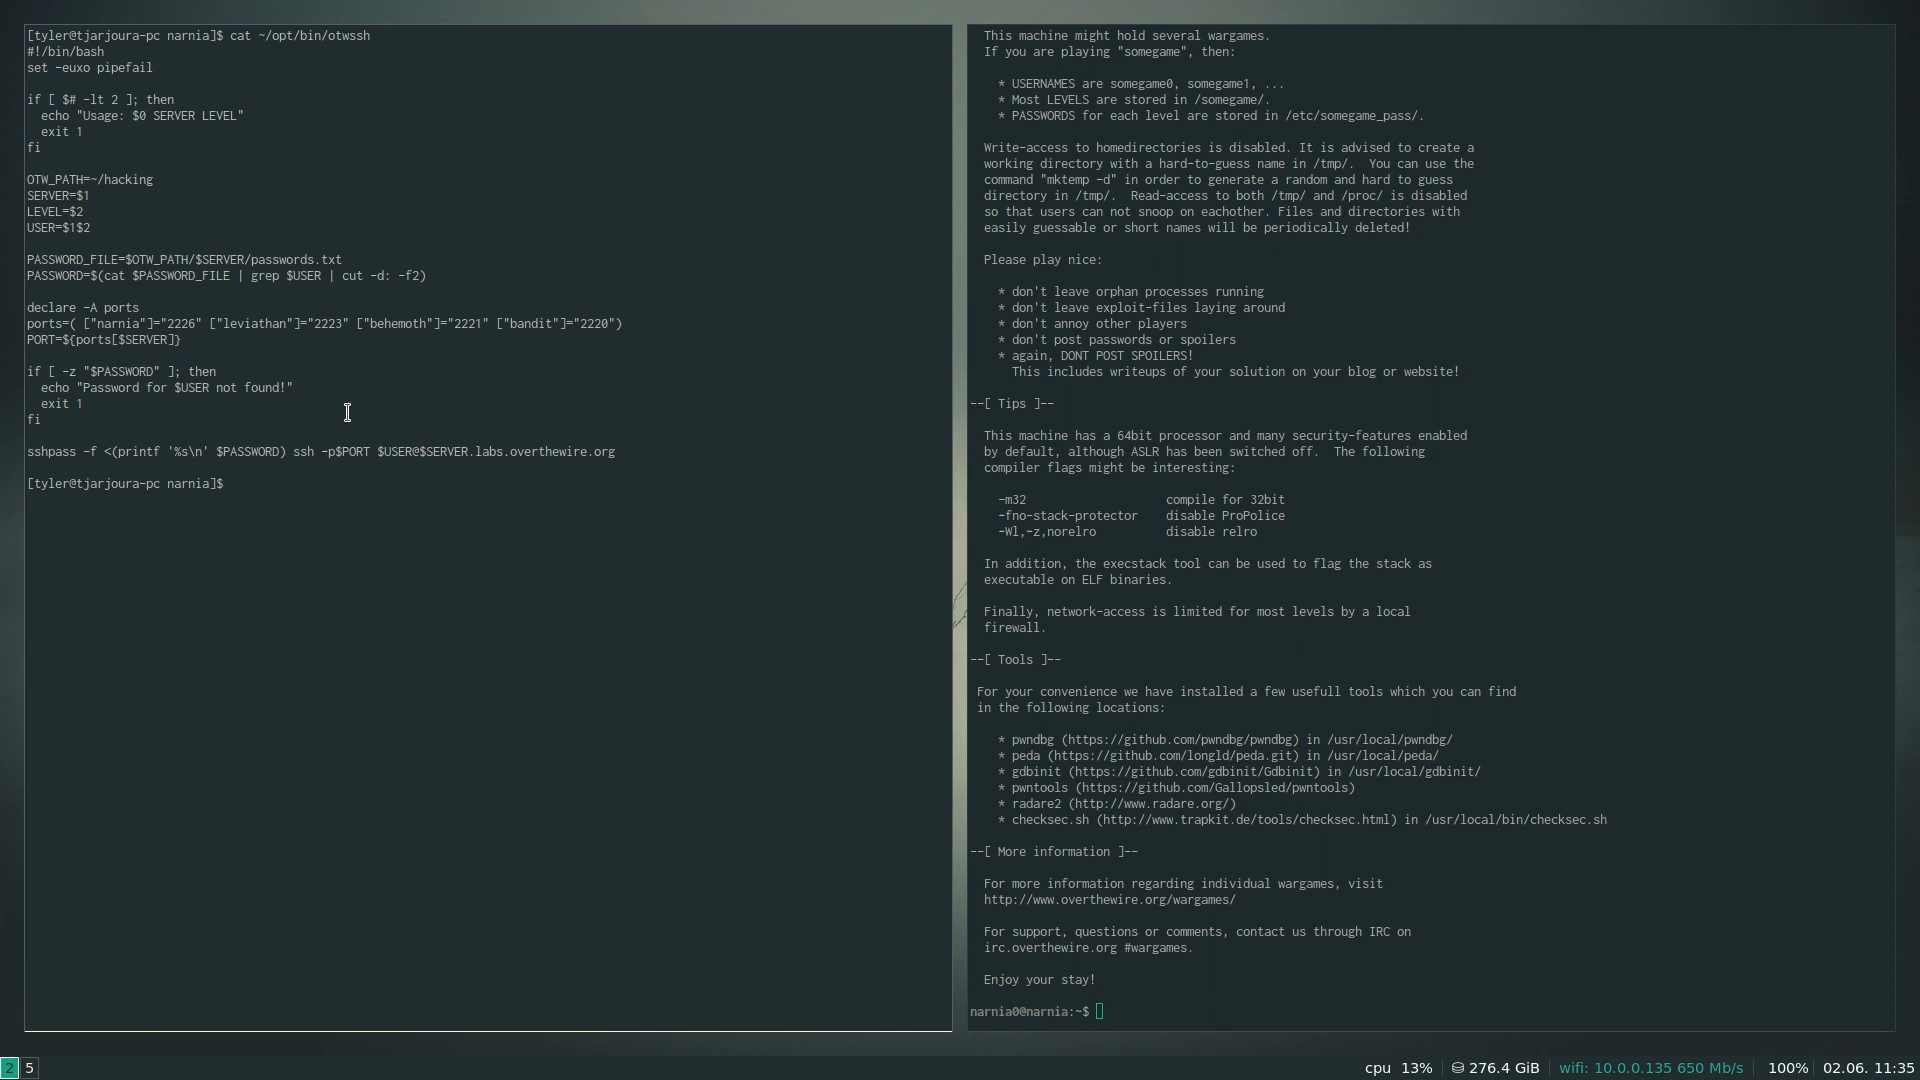 [tyler@tjarjoura-pc narnia]$ cat ~/opt/bin/otwssh
#!/bin/bash
set -euxo pipefail

if [ $# -lt 2 ]; then
  echo "Usage: $0 SERVER LEVEL"
  exit 1
fi

OTW_PATH=~/hacking
SERVER=$1
LEVEL=$2
USER=$1$2

PASSWORD_FILE=$OTW_PATH/$SERVER/passwords.txt
PASSWORD=$(cat $PASSWORD_FILE | grep $USER | cut -d: -f2)

declare -A ports
ports=( ["narnia"]="2226" ["leviathan"]="2223" ["behemoth"]="2221" ["bandit"]="2220")
PORT=${ports[$SERVER]}

if [ -z "$PASSWORD" ]; then
  echo "Password for $USER not found!"
  exit 1
fi

sshpass -f <(printf '%s\n' $PASSWORD) ssh -p$PORT $USER@$SERVER.labs.overthewire.org

[tyler@tjarjoura-pc narnia]$
  This machine might hold several wargames.
  If you are playing "somegame", then:

    * USERNAMES are somegame0, somegame1, ...
    * Most LEVELS are stored in /somegame/.
    * PASSWORDS for each level are stored in /etc/somegame_pass/.

  Write-access to homedirectories is disabled. It is advised to create a
  working directory with a hard-to-guess name in /tmp/.  You can use the
  command "mktemp -d" in order to generate a random and hard to guess
  directory in /tmp/.  Read-access to both /tmp/ and /proc/ is disabled
  so that users can not snoop on eachother. Files and directories with
  easily guessable or short names will be periodically deleted!

  Please play nice:

    * don't leave orphan processes running
    * don't leave exploit-files laying around
    * don't annoy other players
    * don't post passwords or spoilers
    * again, DONT POST SPOILERS!
      This includes writeups of your solution on your blog or website!

--[ Tips ]--

  This machine has a 64bit processor and many security-features enabled
  by default, although ASLR has been switched off.  The following
  compiler flags might be interesting:

    -m32                    compile for 32bit
    -fno-stack-protector    disable ProPolice
    -Wl,-z,norelro          disable relro

  In addition, the execstack tool can be used to flag the stack as
  executable on ELF binaries.

  Finally, network-access is limited for most levels by a local
  firewall.

--[ Tools ]--

 For your convenience we have installed a few usefull tools which you can find
 in the following locations:

    * pwndbg (https://github.com/pwndbg/pwndbg) in /usr/local/pwndbg/
    * peda (https://github.com/longld/peda.git) in /usr/local/peda/
    * gdbinit (https://github.com/gdbinit/Gdbinit) in /usr/local/gdbinit/
    * pwntools (https://github.com/Gallopsled/pwntools)
    * radare2 (http://www.radare.org/)
    * checksec.sh (http://www.trapkit.de/tools/checksec.html) in /usr/local/bin/checksec.sh

--[ More information ]--

  For more information regarding individual wargames, visit
  http://www.overthewire.org/wargames/

  For support, questions or comments, contact us through IRC on
  irc.overthewire.org #wargames.

  Enjoy your stay!

narnia0@narnia:~$
2 5 cpu 13% 276.4 GiB wifi: 10.0.0.135 650 Mb/s 100% 02.06. 11:35